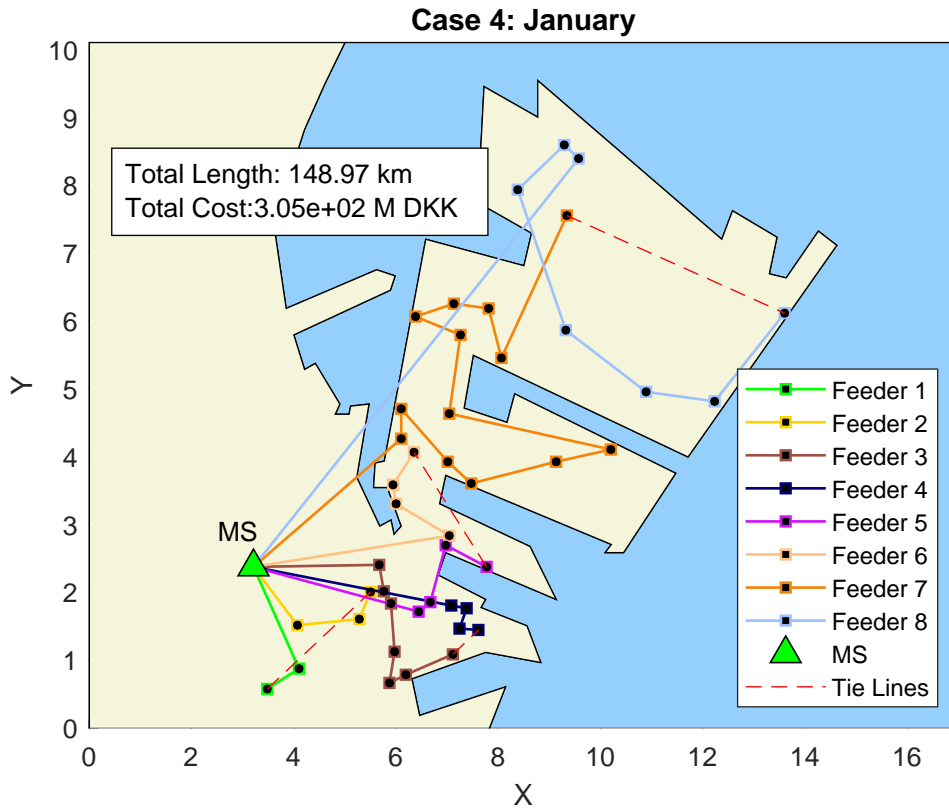 Case 4: January
Total Length: 148.97 km
Total Cost:3.05e+02 M DKK
MS
Y
10
9
8
7
6
5
4
3
2
1
0
0
2
4
6
8
10
12
14
16
X
Feeder 1
Feeder 2
Feeder 3
Feeder 4
Feeder 5
Feeder 6
Feeder 7
Feeder 8
MS
Tie Lines